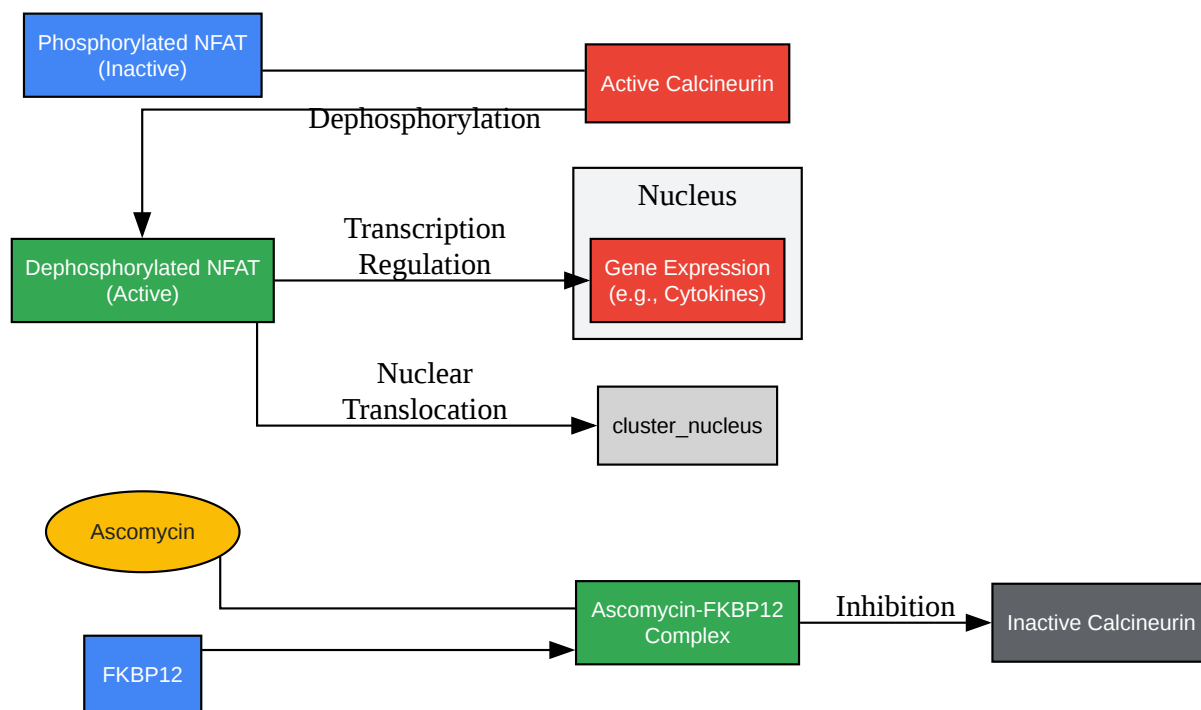 Phosphorylated NFAT
(Inactive)
Active Calcineurin
Dephosphorylation
Nucleus
Transcription
Regulation
Dephosphorylated NFAT
(Active)
Gene Expression
(e.g., Cytokines)
Nuclear
Translocation
cluster_nucleus
Ascomycin
Ascomycin-FKBP12
Complex
Inhibition
Inactive Calcineurin
FKBP12